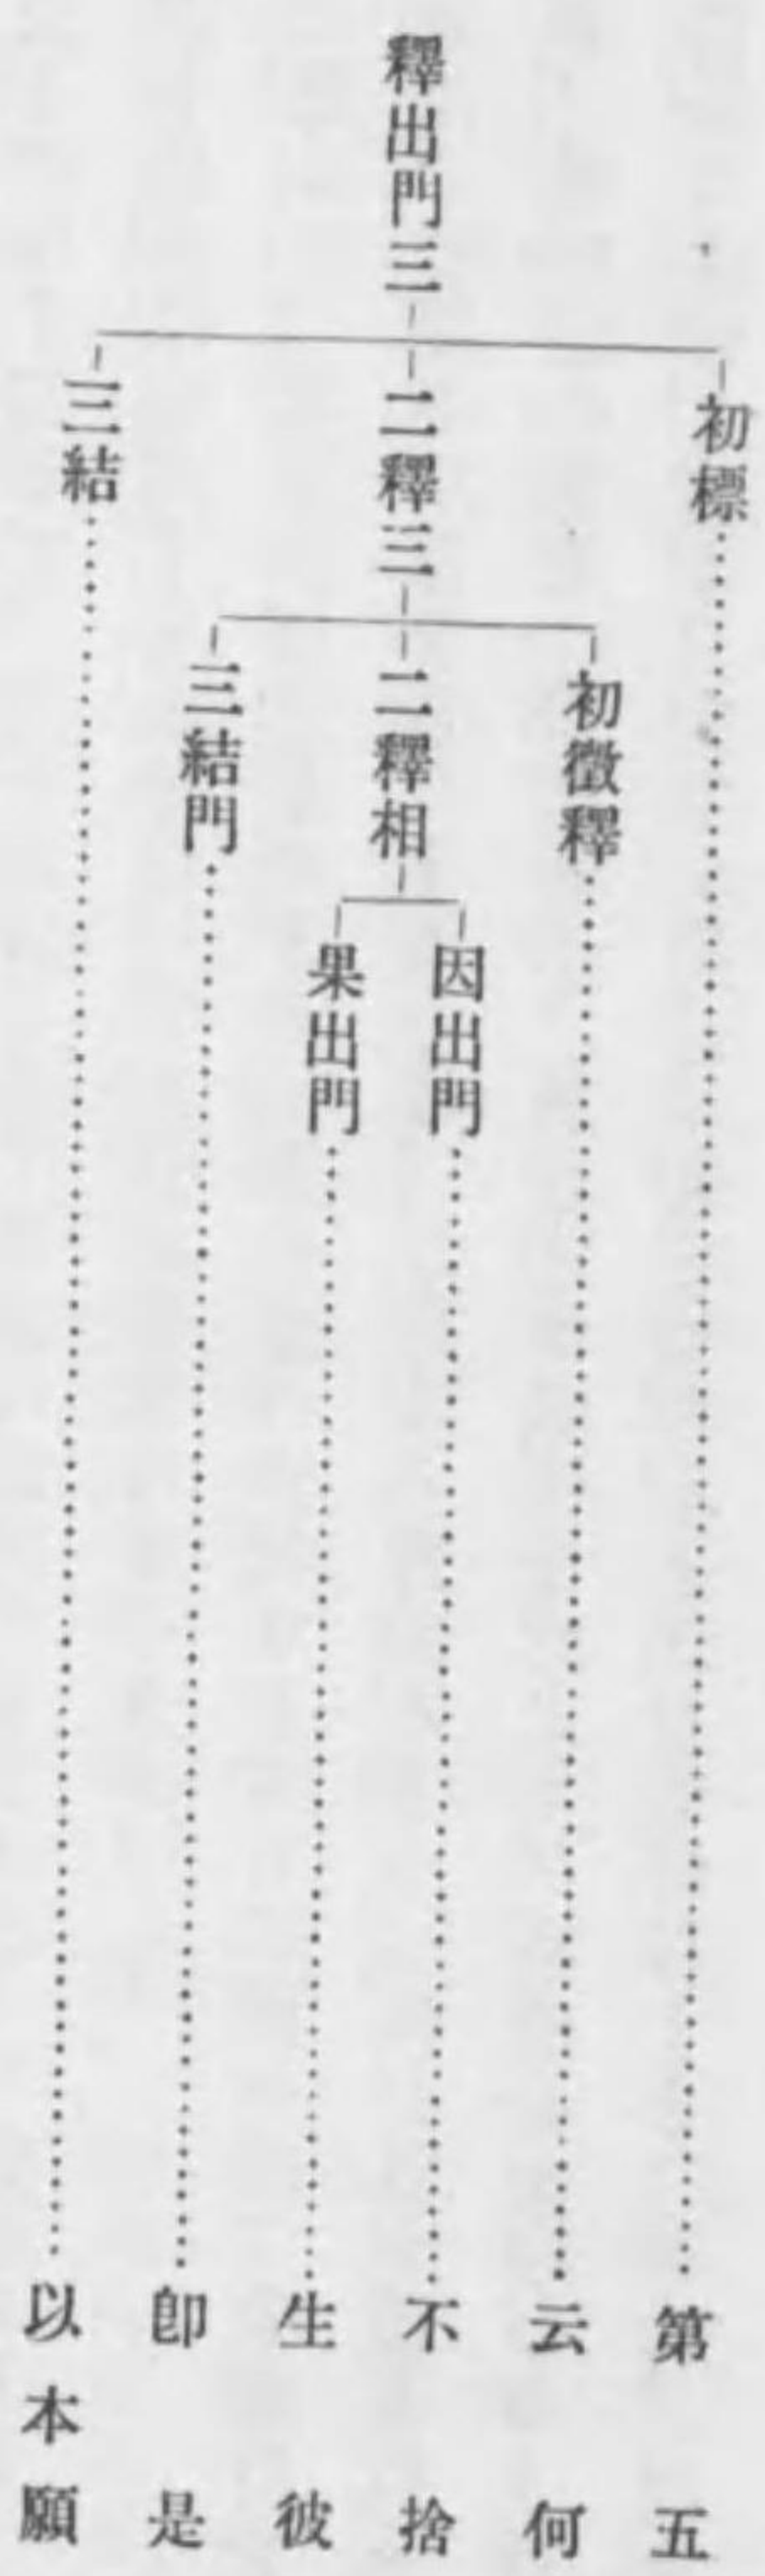 釋出門三
初標……第五
二釋三
初徵釋……云何
二釋相
因出門……不捨
果出門……生彼
三結門……卽是
三結……以本願